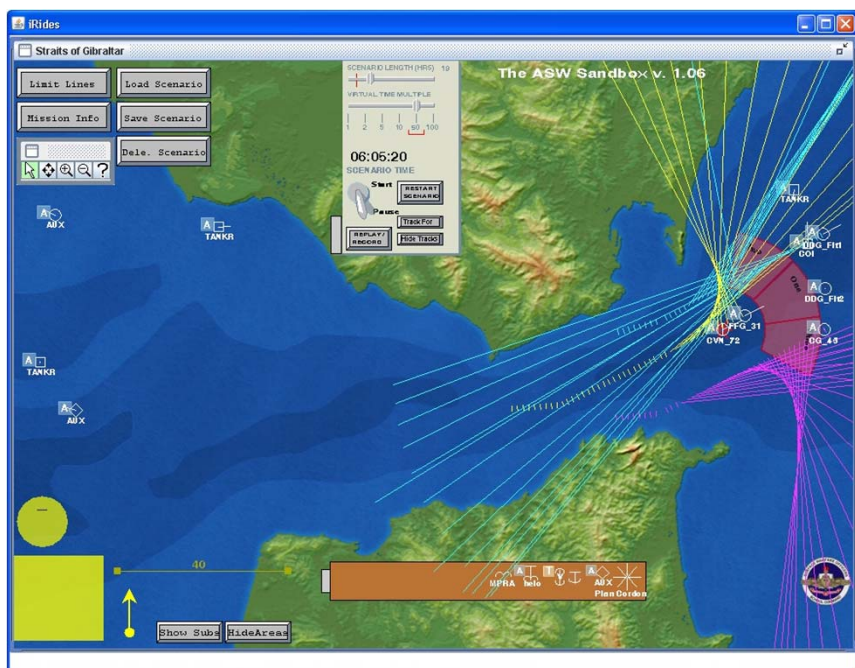 iRides
Straits of Gibraltar
Limit Lines
Load Scenario
Mission Info
Save Scenario
Dele. Scenario
SCENARIO LENGTH (HRS) 10
VIRTUAL TIME MULTIPLE
1 2 5 10 60 100
06:05:20
SCENARIO TIME
Start
RESTART SCENARIO
Pause
Track For
REPLAY/ RECORD
Hide Tracks
The ASW Sandbox v. 1.06
A
TANKR
A
AUX
A
TANKR
A
DDG_Flt1
A
COI
One
A
DDG_Flt2
A
FFG_31
A
CVN_72
A
CG_48
A
TANKR
A
AUX
40
MPRA
A
helo
T
A
AUX
Plan Cordon
Show Subs
HideAreas